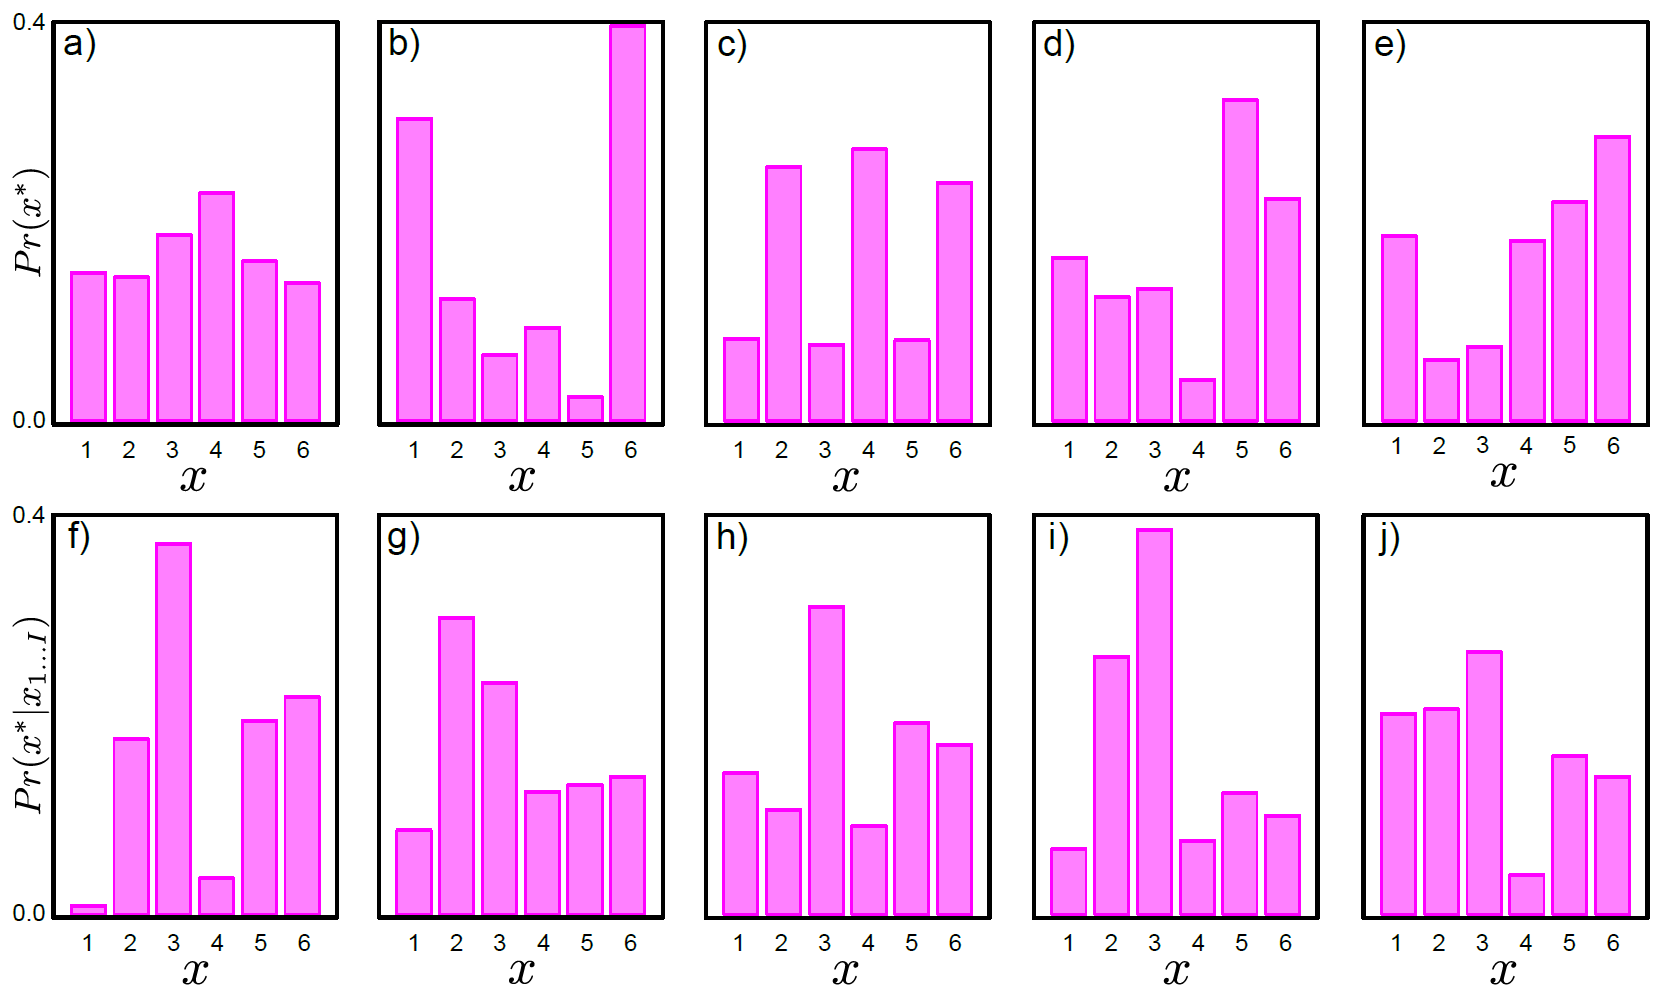 0.4
a) b) c) d) e)
Pr(x*)
0.0
1 2 3 4 5 6 1 2 3 4 5 6 1 2 3 4 5 6 1 2 3 4 5 6 1 2 3 4 5 6
x x x x x
0.4
f) g) h) i) j)
Pr(x*|x1...I)
0.0
1 2 3 4 5 6 1 2 3 4 5 6 1 2 3 4 5 6 1 2 3 4 5 6 1 2 3 4 5 6
x x x x x